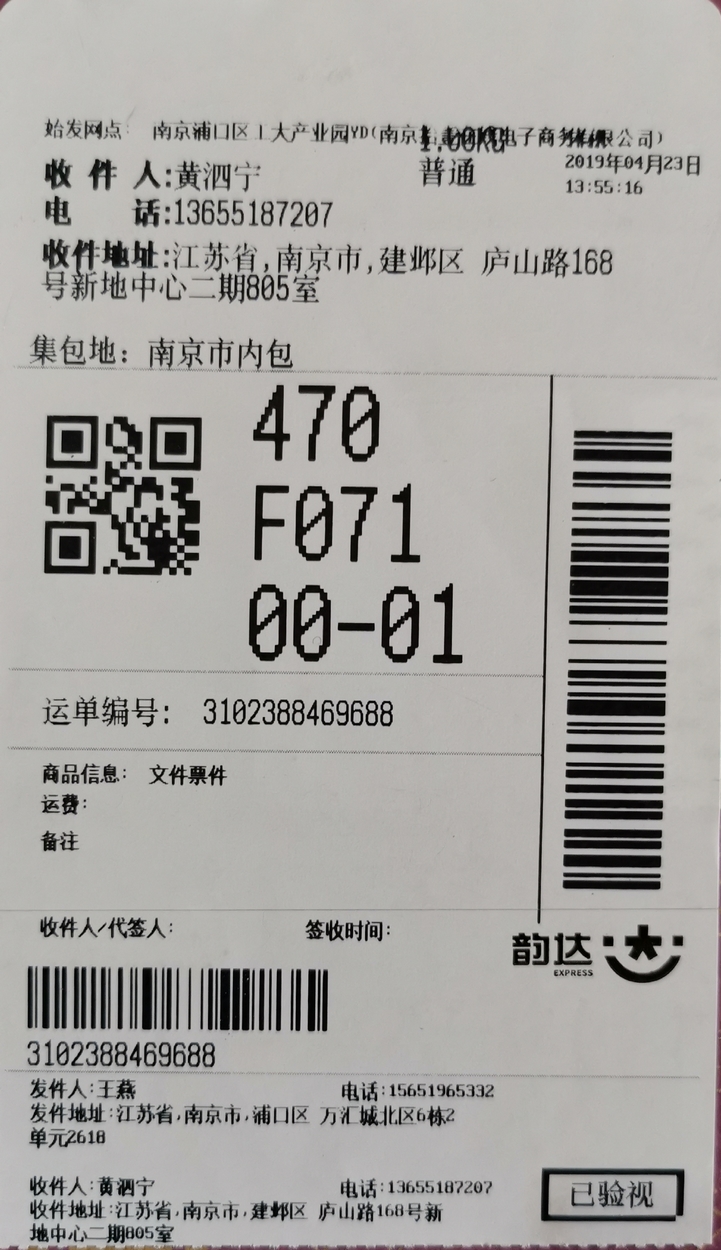 始发网点: 南京浦口区工大产业园YD(南京 电子商务有限公司)
1.00KG
收 件 人:黄泗宁 普通 2019年04月23日
电 话:13655187207 13:55:16
收件地址:江苏省,南京市,建邺区 庐山路168
号新地中心二期805室
集包地: 南京市内包
470
F071
00-01
运单编号: 3102388469688
商品信息: 文件票件
运费:
备注
收件人/代签人: 签收时间:
韵达
EXPRESS
3102388469688
发件人:王燕 电话:15651965332
发件地址:江苏省,南京市,浦口区 万汇城北区6栋2
单元2618
收件人:黄泗宁 电话:13655187207
收件地址:江苏省,南京市,建邺区 庐山路168号新
地中心二期805室
已验视